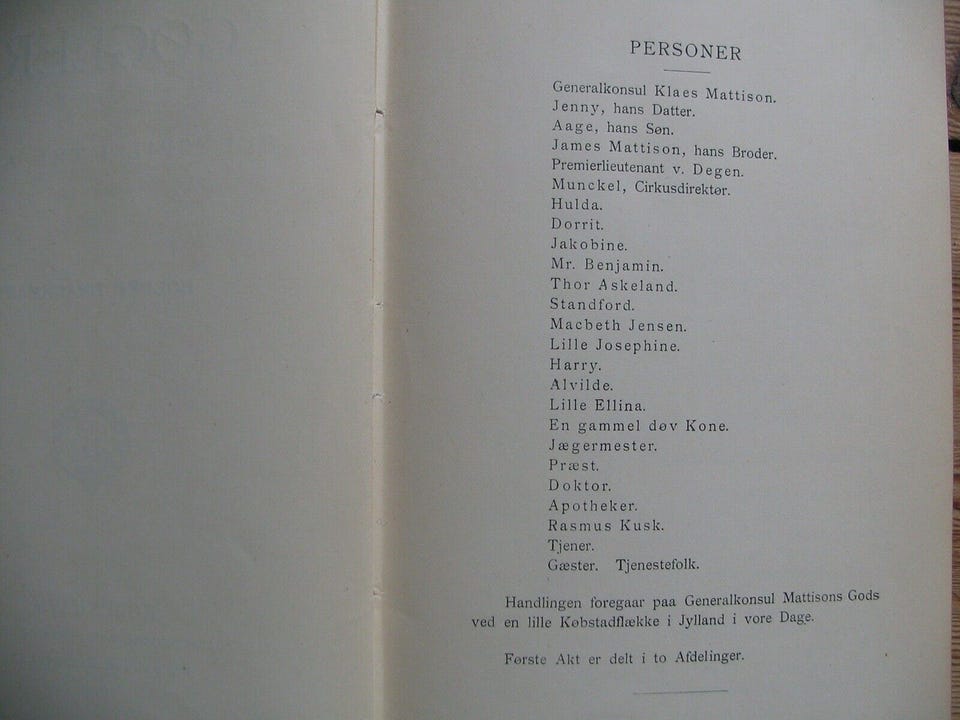 PERSONER
Generalkonsul Klaes Mattison.
Jenny, hans Datter.
Aage, hans Søn.
James Mattison, hans Broder.
Premierlieutenant v. Degen.
Munckel, Cirkusdirektør.
Hulda.
Dorrit.
Jakobine.
Mr. Benjamin.
Thor Askeland.
Standford.
Macbeth Jensen.
Lille Josephine.
Harry.
Alvilde.
Lille Ellina.
En gammel døv Kone.
Jægermester.
Præst.
Doktor.
Apotheker.
Rasmus Kusk.
Tjener.
Gæster. Tjenestefolk.
Handlingen foregaar paa Generalkonsul Mattisons Gods
ved en lille Købstadflække i Jylland i vore Dage.
Første Akt er delt i to Afdelinger.